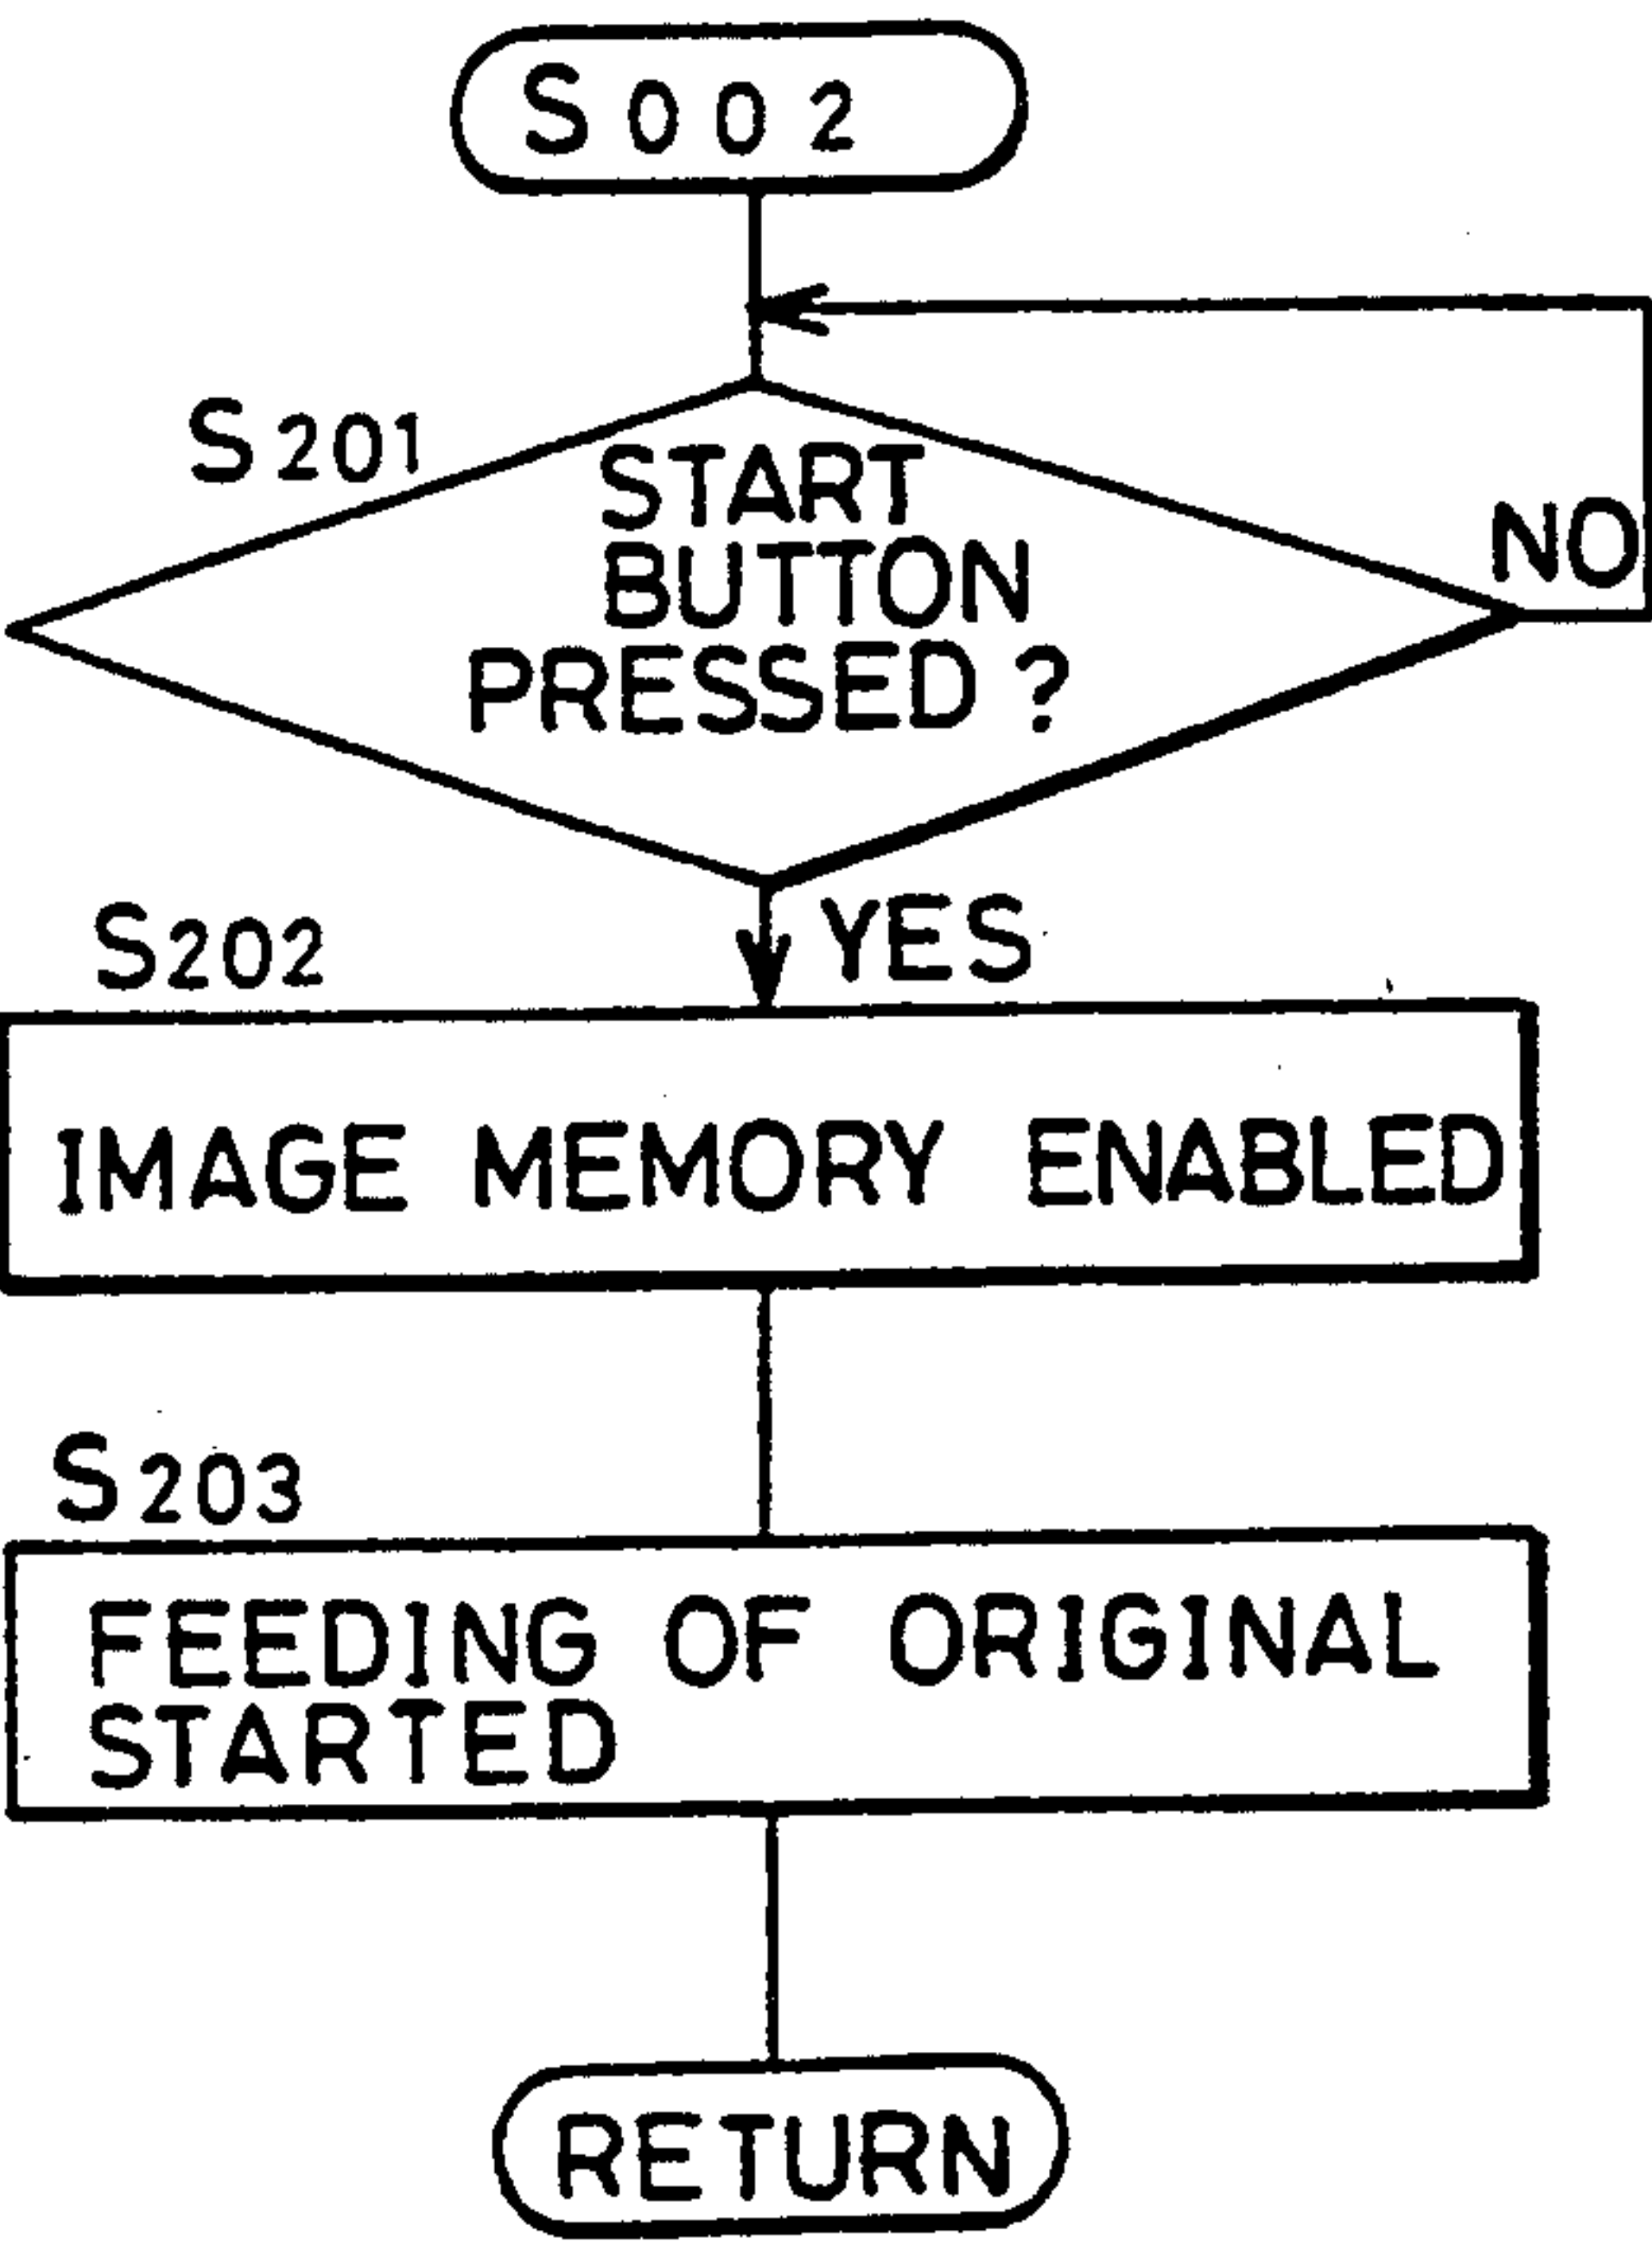 S002
S201
START
BUTTON
PRESSED?
NO
YES
S202
IMAGE MEMORY ENABLED
S203
FEEDING OF ORIGINAL
STARTED
RETURN